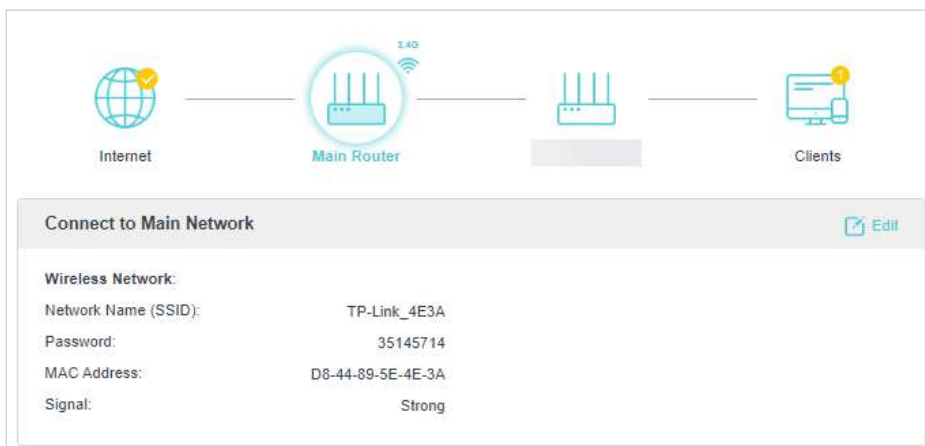 2.4G
1
Internet
Main Router
Clients
Connect to Main Network
Edit
Wireless Network:
Network Name (SSID): TP-Link_4E3A
Password: 35145714
MAC Address: D8-44-89-5E-4E-3A
Signal: Strong